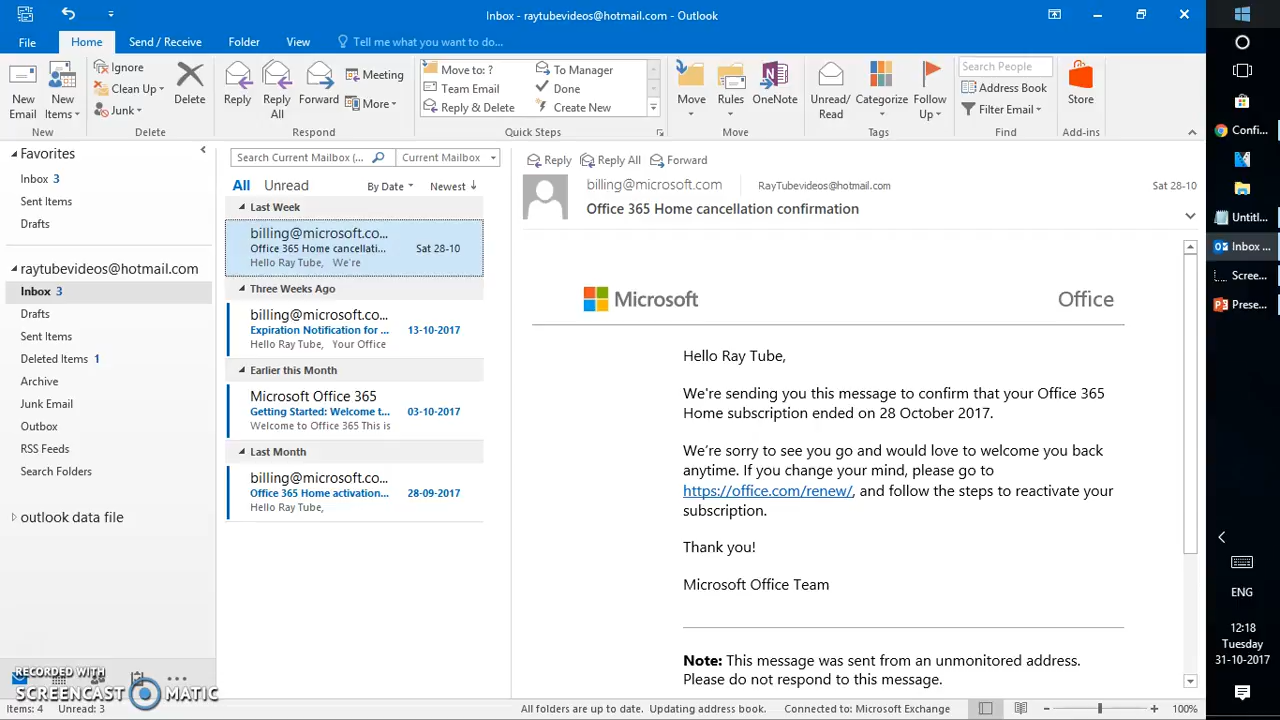 Inbox - raytubevideos@hotmail.com - Outlook
File
Home
Send / Receive
Folder
View
Tell me what you want to do...
New Email
New Items
New
Ignore
Clean Up
Junk
Delete
Delete
Reply
Reply All
Forward
Meeting
More
Respond
Move to: ?
Team Email
Reply & Delete
To Manager
Done
Create New
Quick Steps
Move
Rules
OneNote
Move
Unread/ Read
Categorize
Follow Up
Tags
Search People
Address Book
Filter Email
Find
Store
Add-ins
Favorites
Inbox 3
Sent Items
Drafts
raytubevideos@hotmail.com
Inbox 3
Drafts
Sent Items
Deleted Items 1
Archive
Junk Email
Outbox
RSS Feeds
Search Folders
outlook data file
Search Current Mailbox (...
Current Mailbox
All
Unread
By Date
Newest
Last Week
billing@microsoft.co...
Office 365 Home cancellati...
Sat 28-10
Hello Ray Tube, We're
Three Weeks Ago
billing@microsoft.co...
Expiration Notification for ...
13-10-2017
Hello Ray Tube, Your Office
Earlier this Month
Microsoft Office 365
Getting Started: Welcome t...
03-10-2017
Welcome to Office 365 This is
Last Month
billing@microsoft.co...
Office 365 Home activation...
28-09-2017
Hello Ray Tube,
Reply
Reply All
Forward
billing@microsoft.com
RayTubevideos@hotmail.com
Sat 28-10
Office 365 Home cancellation confirmation
Microsoft
Office
Hello Ray Tube,
We're sending you this message to confirm that your Office 365
Home subscription ended on 28 October 2017.
We're sorry to see you go and would love to welcome you back
anytime. If you change your mind, please go to
https://office.com/renew/, and follow the steps to reactivate your
subscription.
Thank you!
Microsoft Office Team
Note: This message was sent from an unmonitored address.
Please do not respond to this message.
RECORDED WITH
SCREENCAST MATIC
Items: 4
Unread: 3
All folders are up to date.
Updating address book.
Connected to: Microsoft Exchange
100%
Confi...
Untitl...
Inbox ...
Scree...
Prese...
ENG
12:18
Tuesday
31-10-2017